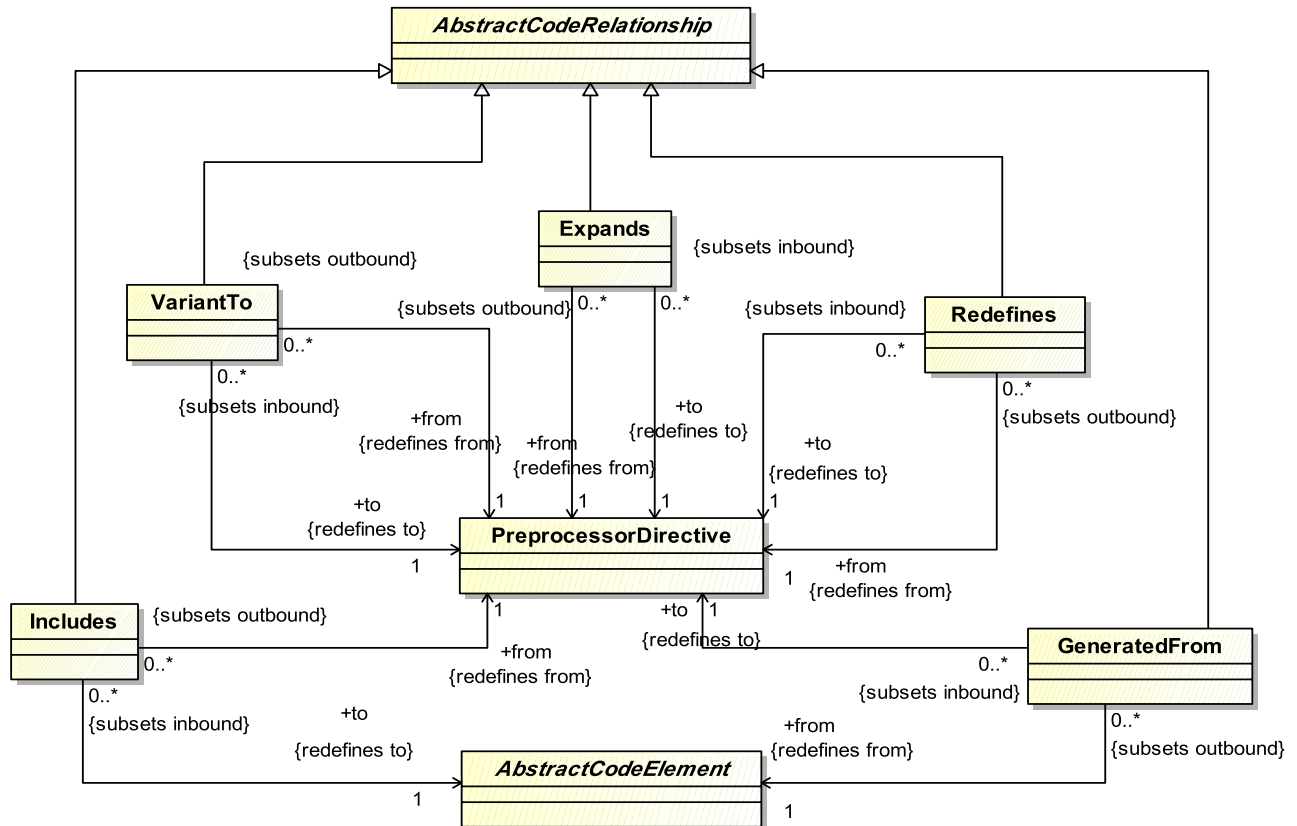 AbstractCodeRelationship
Expands
{subsets inbound}
{subsets outbound}
VariantTo
{subsets outbound}
0..*
0..*
{subsets inbound}
Redefines
0..*
0..*
0..*
{subsets inbound}
0..*
{subsets outbound}
+from
{redefines from}
+from
{redefines from}
+to
{redefines to}
+to
{redefines to}
+to
{redefines to}
1
1
1
1
1
PreprocessorDirective
1
+from
{redefines from}
Includes
{subsets outbound}
0..*
0..*
{subsets inbound}
1
+from
{redefines from}
+to
1
{redefines to}
GeneratedFrom
0..*
{subsets inbound}
0..*
{subsets outbound}
+to
{redefines to}
1
+from
{redefines from}
AbstractCodeElement
1